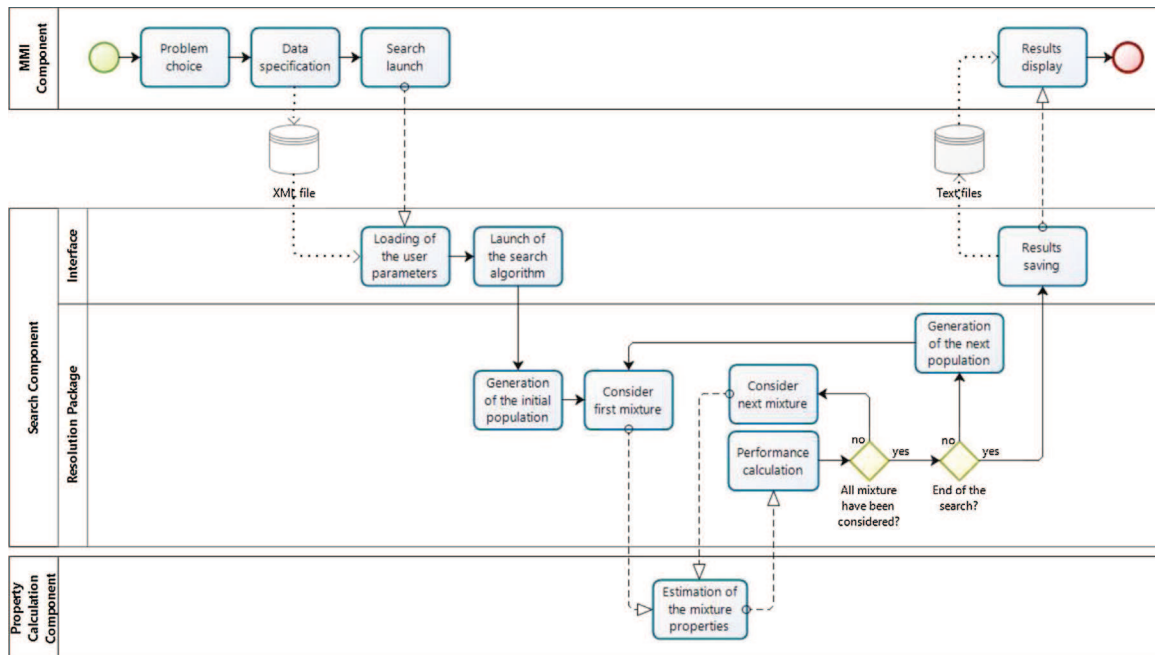 MMI
Component
Problem
choice
Data
specification
Search
launch
Results
display
XML file
Text files
Search Component
Interface
Loading of
the user
parameters
Launch of
the search
algorithm
Results
saving
Resolution Package
Generation
of the initial
population
Consider
first mixture
Consider
next mixture
Generation
of the next
population
Performance
calculation
no
yes
no
yes
All mixture
have been
considered?
End of the
search?
Property
Calculation
Component
Estimation of
the mixture
properties